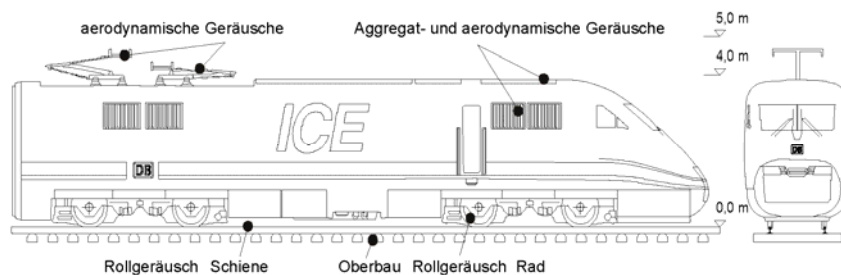 aerodynamische Geräusche
Aggregat- und aerodynamische Geräusche
5,0 m
4,0 m
ICE
DB
DB
0,0 m
Rollgeräusch Schiene
Oberbau
Rollgeräusch Rad